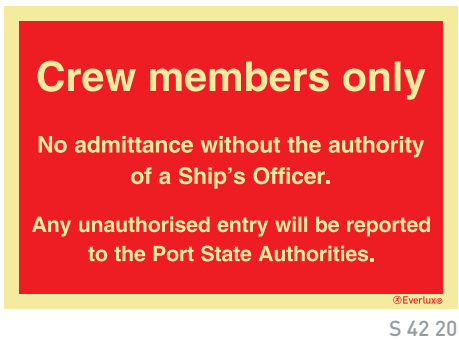 Crew members only
No admittance without the authority
of a Ship's Officer.
Any unauthorised entry will be reported
to the Port State Authorities.
Everlux®
S 42 20